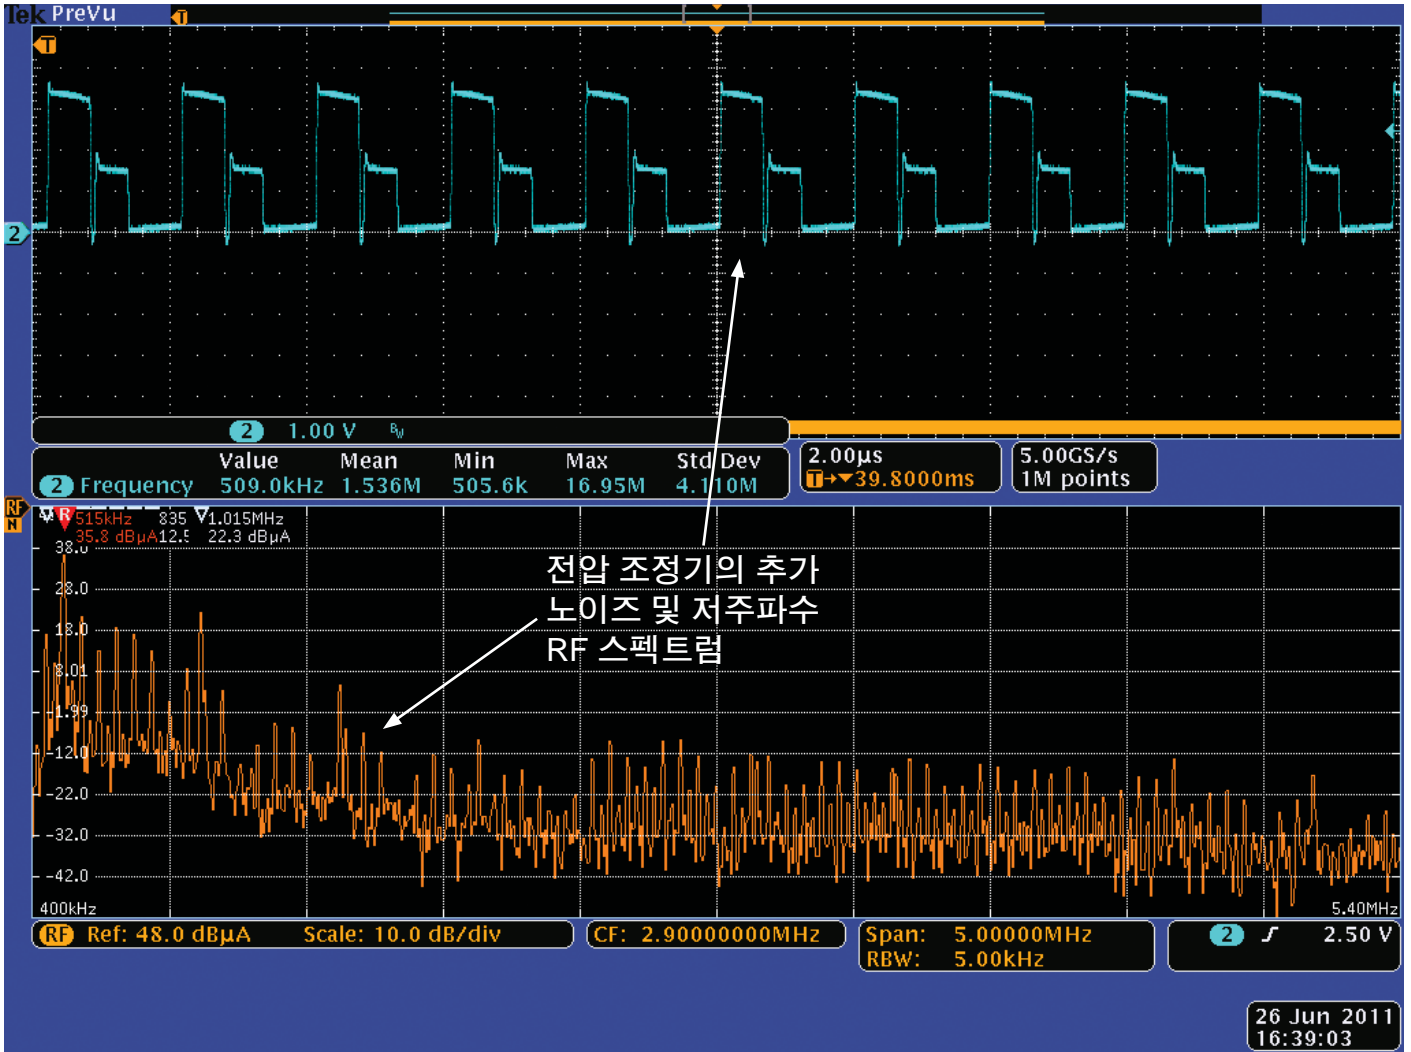 Tek PreVu
T
T
2
2 1.00 V BW
Value Mean Min Max Std Dev
2 Frequency 509.0kHz 1.536M 505.6k 16.95M 4.110M
2.00µs
T→▼39.8000ms
5.00GS/s
1M points
RF
N
R 515kHz 835 1.015MHz
35.8 dBµA 12.5 22.3 dBµA
38.0
28.0
18.0
8.01
-1.99
-12.0
-22.0
-32.0
-42.0
400kHz
5.40MHz
전압 조정기의 추가
노이즈 및 저주파수
RF 스펙트럼
RF Ref: 48.0 dBµA Scale: 10.0 dB/div
CF: 2.90000000MHz
Span: 5.00000MHz
RBW: 5.00kHz
2 2.50 V
26 Jun 2011
16:39:03